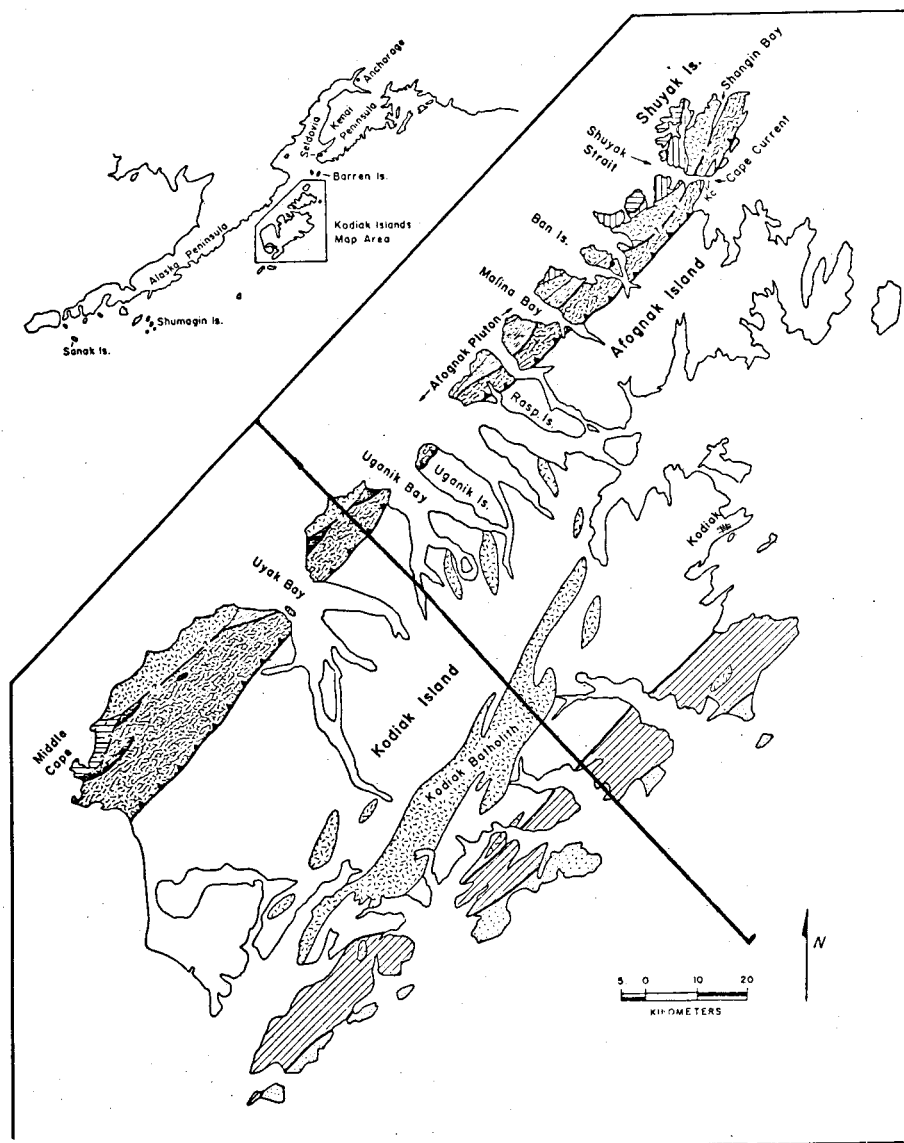 Anchorage
Kenai
Peninsula
Seldovia
Barren Is.
Kodiak Islands
Map Area
Alaska Peninsula
Shumagin Is.
Sanak Is.
Shuyak Is.
Shangin Bay
Shuyak
Strait
Cape Current
Kc
Ban Is.
Malina Bay
Afognak Island
Afognak Pluton
Rasp. Is.
Uganik Bay
Uganik Is.
Kodiak
Uyak Bay
Kodiak Island
Middle
Cape
Kodiak Batholith
N
5 0 10 20
KILOMETERS